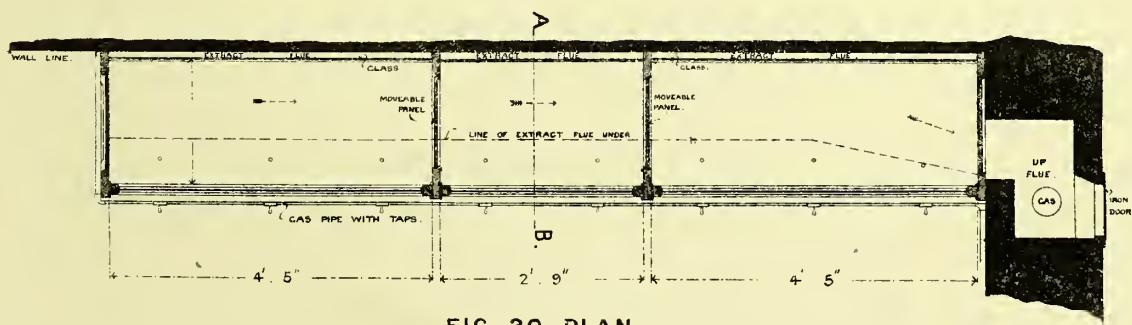 A
WALL LINE.
EXTRACT FLUE.
EXTRACT FLUE
EXTRACT FLUE.
GLASS
GLASS.
MOVEABLE
PANEL.
MOVEABLE
PANEL.
LINE OF EXTRACT FLUE UNDER
UP
FLUE.
GAS
IRON
DOOR
GAS PIPE WITH TAPS.
B.
4'. 5"
2'. 9"
4'. 5"
FIG. 20. PLAN